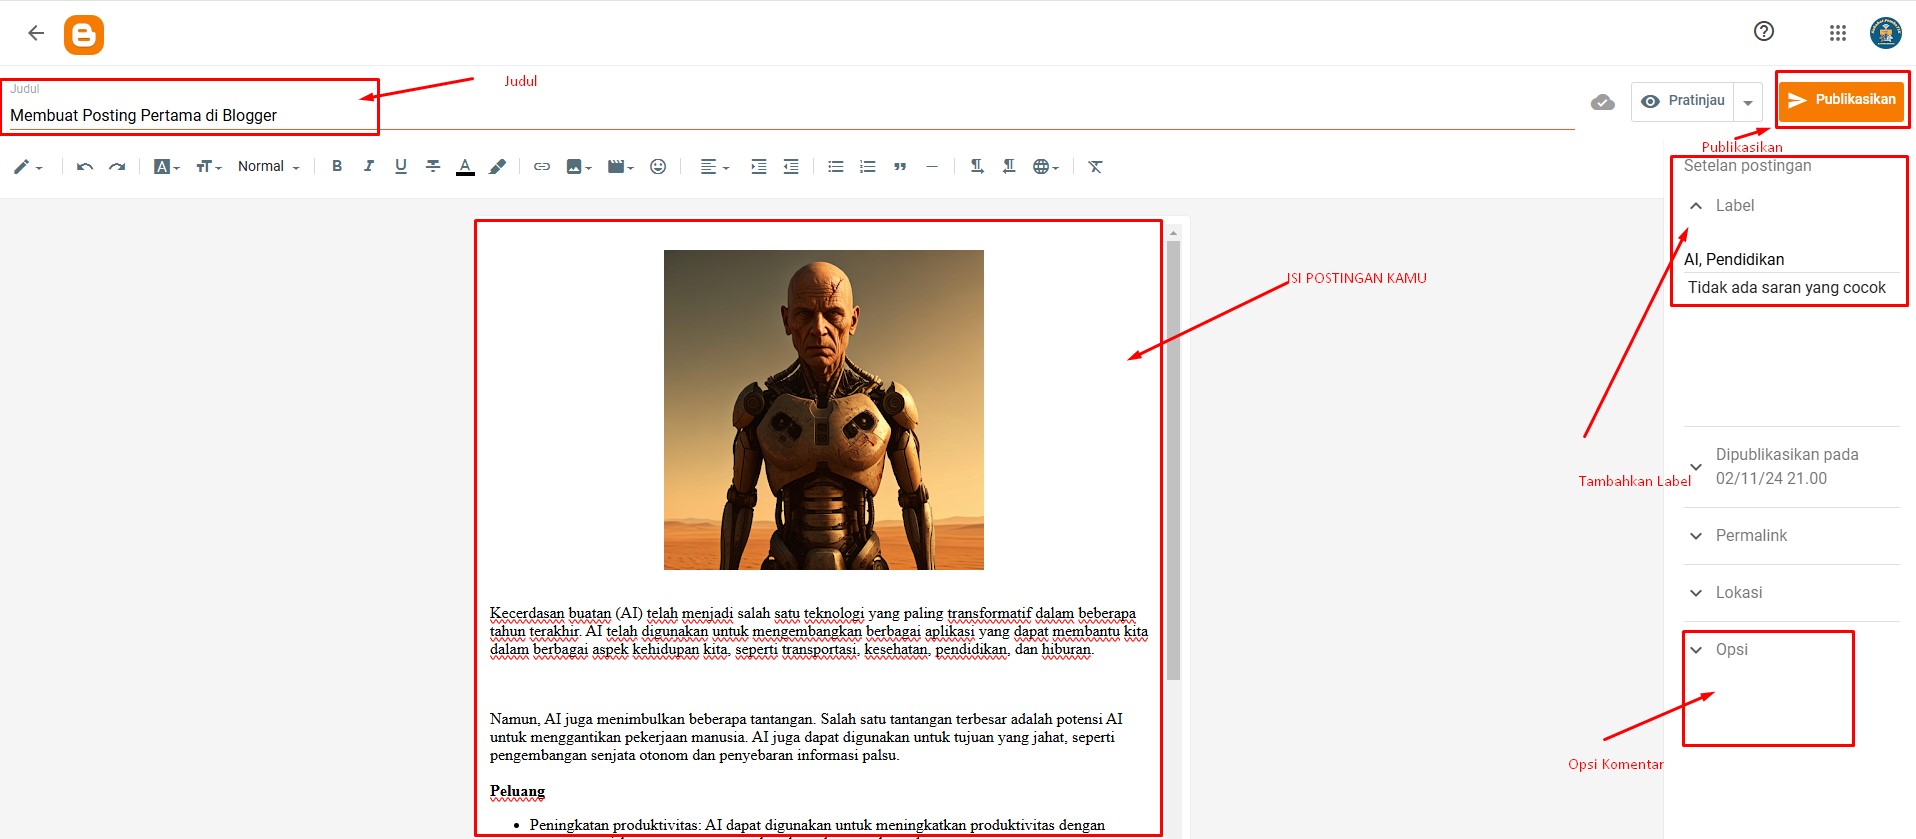 Judul
Judul
Membuat Posting Pertama di Blogger
Pratinjau
Publikasikan
Publikasikan
Normal
Setelan postingan
Label
AI, Pendidikan
Tidak ada saran yang cocok
ISI POSTINGAN KAMU
Tambahkan Label
Dipublikasikan pada
02/11/24 21.00
Permalink
Lokasi
Opsi
Opsi Komentar
Kecerdasan buatan (AI) telah menjadi salah satu teknologi yang paling transformatif dalam beberapa
tahun terakhir. AI telah digunakan untuk mengembangkan berbagai aplikasi yang dapat membantu kita
dalam berbagai aspek kehidupan kita, seperti transportasi, kesehatan, pendidikan, dan hiburan.
Namun, AI juga menimbulkan beberapa tantangan. Salah satu tantangan terbesar adalah potensi AI
untuk menggantikan pekerjaan manusia. AI juga dapat digunakan untuk tujuan yang jahat, seperti
pengembangan senjata otonom dan penyebaran informasi palsu.
Peluang
• Peningkatan produktivitas: AI dapat digunakan untuk meningkatkan produktivitas dengan